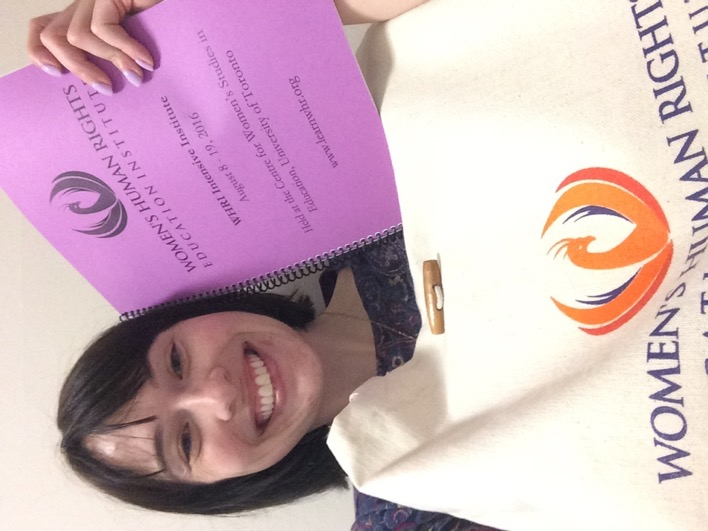 WOMEN'S HUMAN RIGHTS
EDUCATION INSTITUTE
WHRI Intensive Institute
August 8 - 19, 2016
Held at the Centre for Women's Studies in
Education, University of Toronto
www.learnwhr.org
WOMEN'S HUMAN RIGHTS